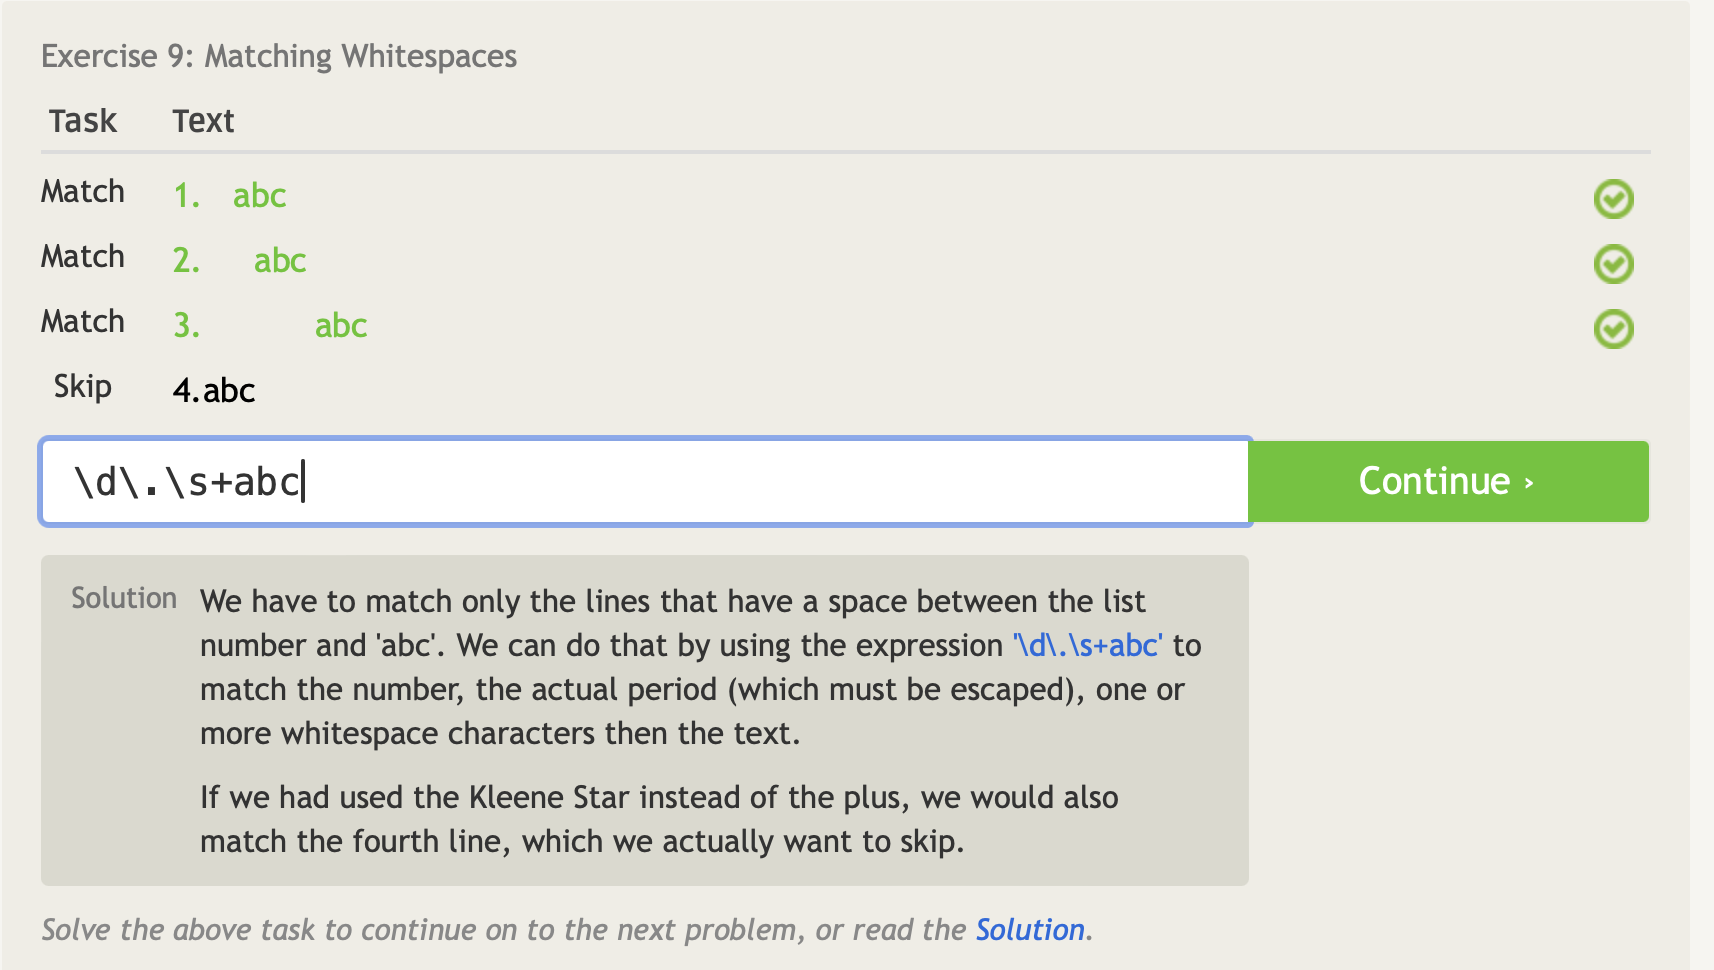 Exercise 9: Matching Whitespaces
Task Text
Match 1. abc
Match 2. abc
Match 3. abc
Skip 4.abc
\d\.\s+abc Continue ›
Solution We have to match only the lines that have a space between the list
number and 'abc'. We can do that by using the expression '\d\.\s+abc' to
match the number, the actual period (which must be escaped), one or
more whitespace characters then the text.
If we had used the Kleene Star instead of the plus, we would also
match the fourth line, which we actually want to skip.
Solve the above task to continue on to the next problem, or read the Solution.